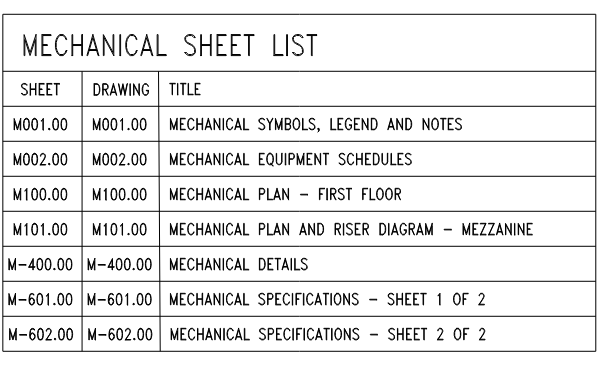 MECHANICAL SHEET LIST
SHEET DRAWING TITLE
M001.00 M001.00 MECHANICAL SYMBOLS, LEGEND AND NOTES
M002.00 M002.00 MECHANICAL EQUIPMENT SCHEDULES
M100.00 M100.00 MECHANICAL PLAN - FIRST FLOOR
M101.00 M101.00 MECHANICAL PLAN AND RISER DIAGRAM - MEZZANINE
M-400.00 M-400.00 MECHANICAL DETAILS
M-601.00 M-601.00 MECHANICAL SPECIFICATIONS - SHEET 1 OF 2
M-602.00 M-602.00 MECHANICAL SPECIFICATIONS - SHEET 2 OF 2